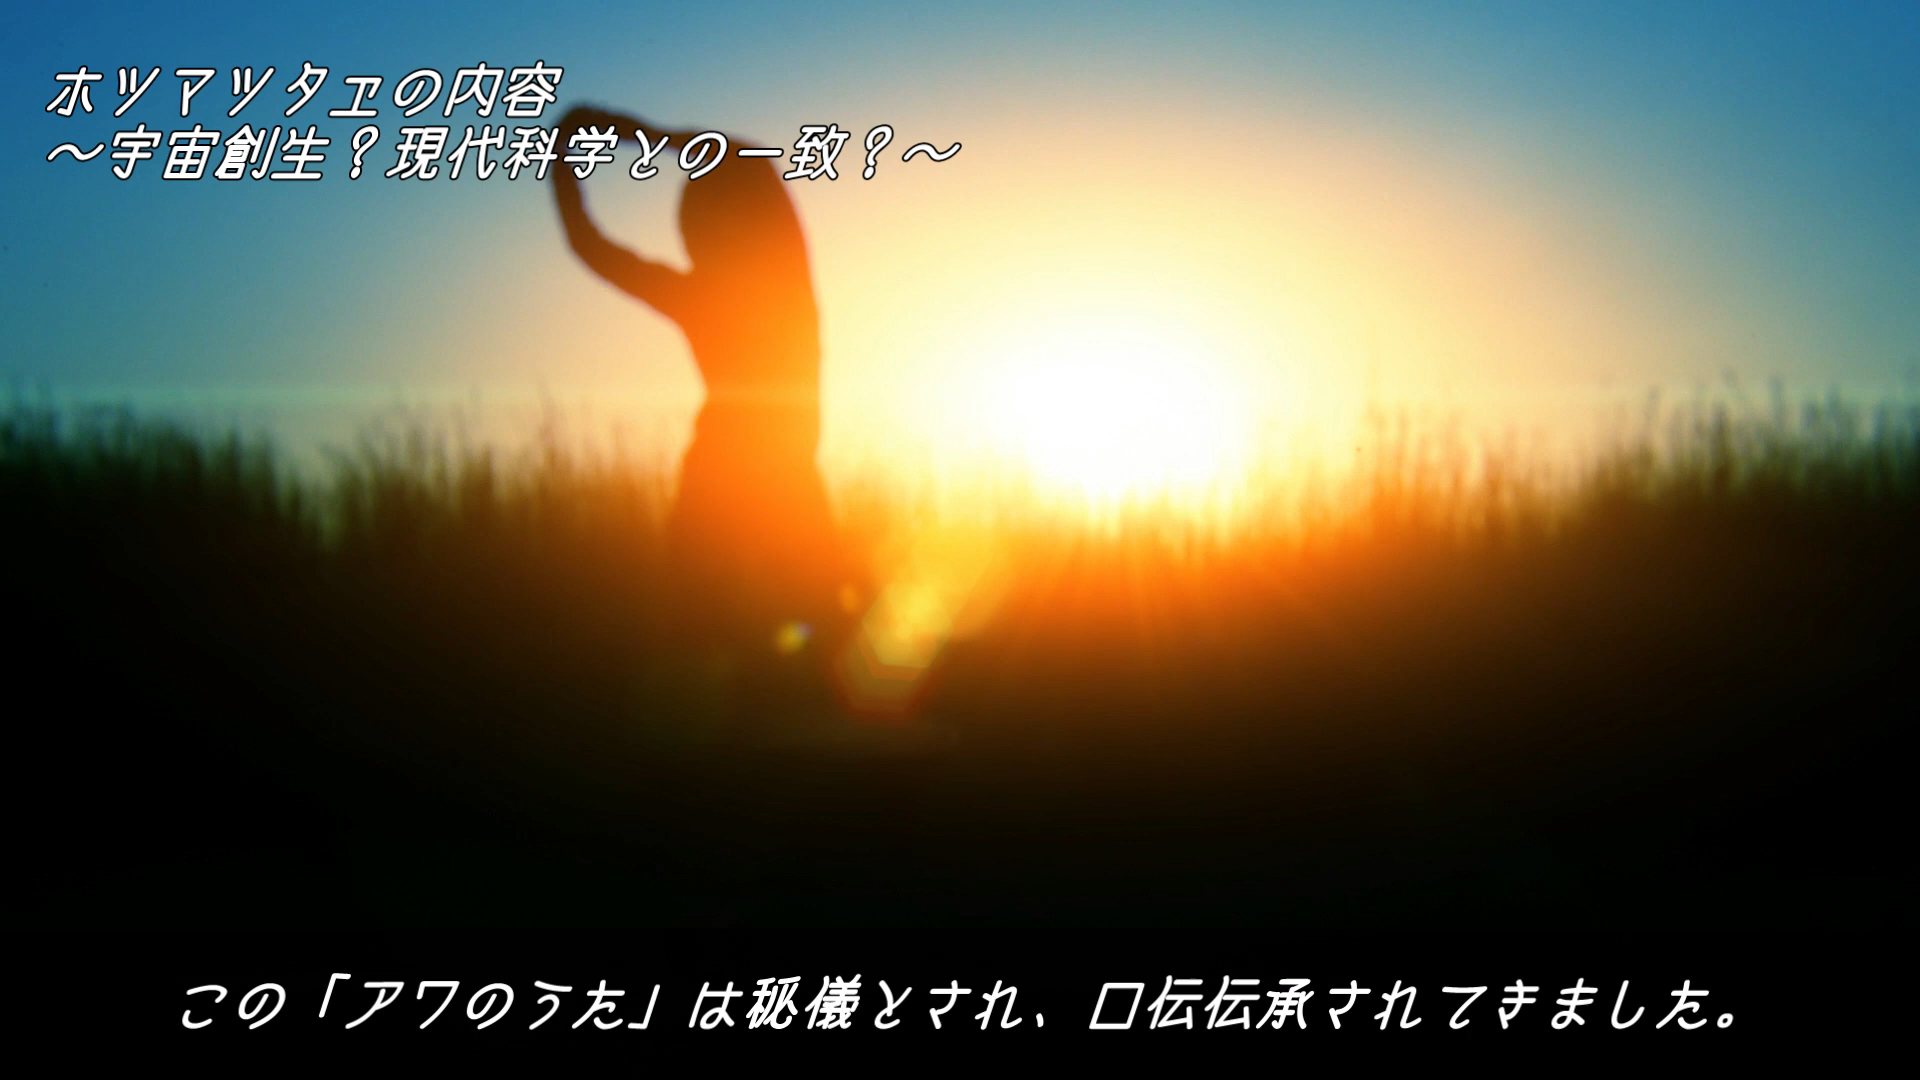 ホツマツタヱの内容
～宇宙創生？現代科学との一致？～
この「アワのうた」は秘儀とされ、口伝伝承されてきました。